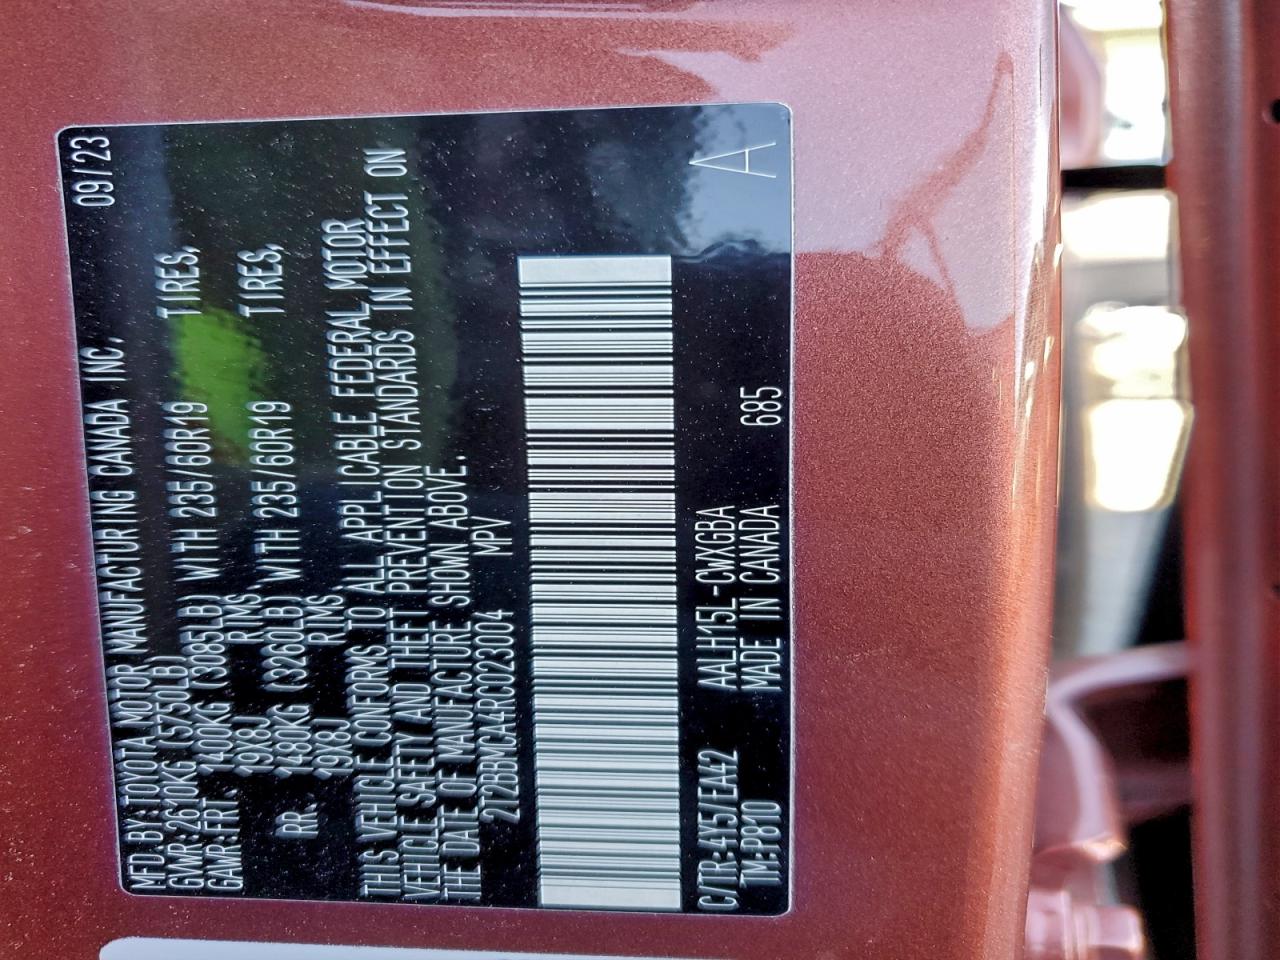 MFD BY: TOYOTA MOTOR MANUFACTURING CANADA INC. 09/23
GVWR: 2610KG (5750LB)
GAWR: FRT. 1400KG (3085LB) WITH 235/60R19 TIRES,
19X8J RIMS,
RR. 1480KG (3260LB) WITH 235/60R19 TIRES,
19X8J RIMS,
THIS VEHICLE CONFORMS TO ALL APPLICABLE FEDERAL MOTOR
VEHICLE SAFETY AND THEFT PREVENTION STANDARDS IN EFFECT ON
THE DATE OF MANUFACTURE SHOWN ABOVE.
2T2BBMCA4RC023004 MPV
C/TR: 4X5/EA42 AALH15L-CWXGBA
TM: P810 MADE IN CANADA 685 A